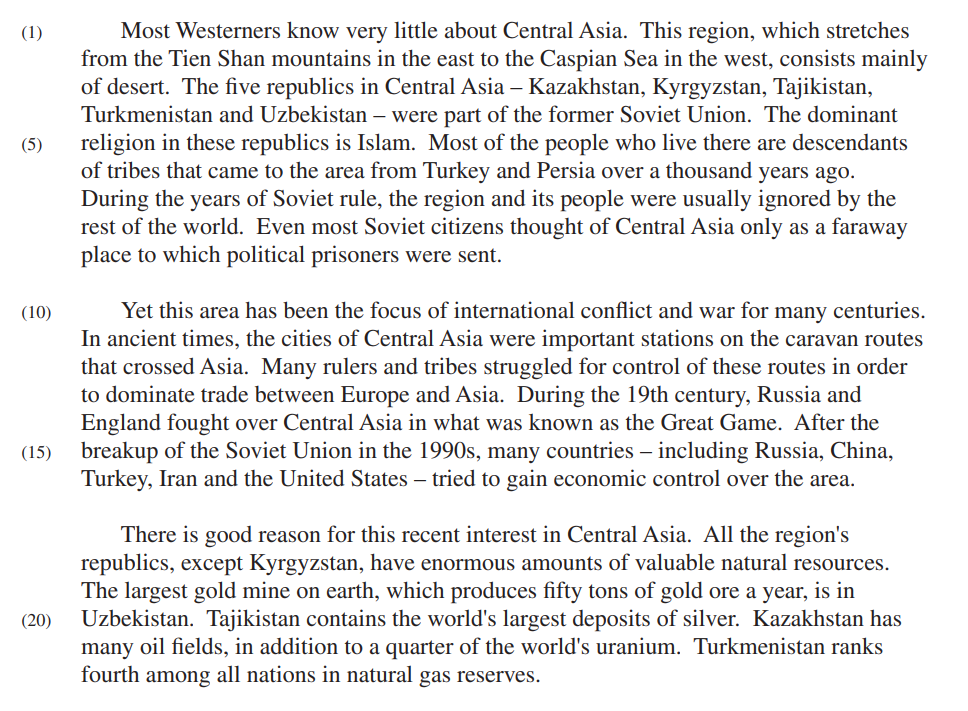 (1) Most Westerners know very little about Central Asia. This region, which stretches
from the Tien Shan mountains in the east to the Caspian Sea in the west, consists mainly
of desert. The five republics in Central Asia – Kazakhstan, Kyrgyzstan, Tajikistan,
Turkmenistan and Uzbekistan – were part of the former Soviet Union. The dominant
(5) religion in these republics is Islam. Most of the people who live there are descendants
of tribes that came to the area from Turkey and Persia over a thousand years ago.
During the years of Soviet rule, the region and its people were usually ignored by the
rest of the world. Even most Soviet citizens thought of Central Asia only as a faraway
place to which political prisoners were sent.
(10) Yet this area has been the focus of international conflict and war for many centuries.
In ancient times, the cities of Central Asia were important stations on the caravan routes
that crossed Asia. Many rulers and tribes struggled for control of these routes in order
to dominate trade between Europe and Asia. During the 19th century, Russia and
England fought over Central Asia in what was known as the Great Game. After the
(15) breakup of the Soviet Union in the 1990s, many countries – including Russia, China,
Turkey, Iran and the United States – tried to gain economic control over the area.
There is good reason for this recent interest in Central Asia. All the region's
republics, except Kyrgyzstan, have enormous amounts of valuable natural resources.
The largest gold mine on earth, which produces fifty tons of gold ore a year, is in
(20) Uzbekistan. Tajikistan contains the world's largest deposits of silver. Kazakhstan has
many oil fields, in addition to a quarter of the world's uranium. Turkmenistan ranks
fourth among all nations in natural gas reserves.